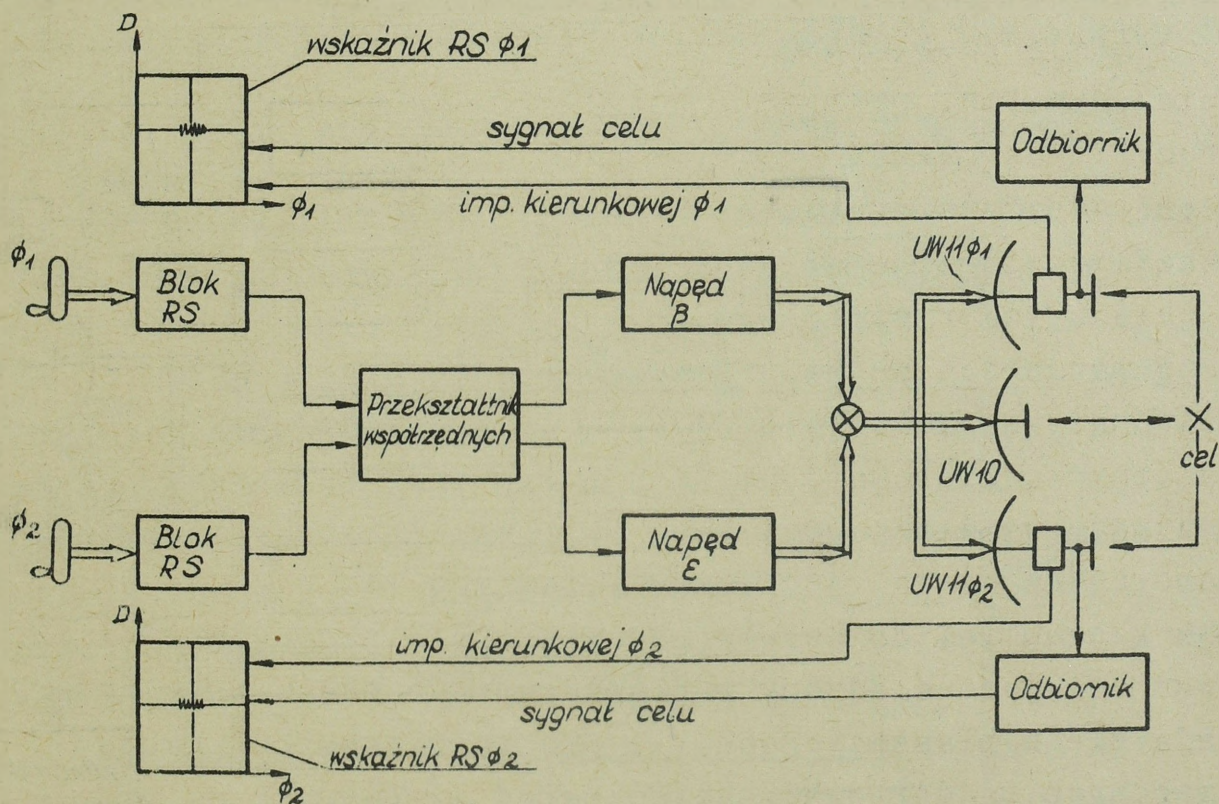 D
wskaźnik RS ϕ1
sygnał celu
Odbiornik
ϕ1
imp. kierunkowej ϕ1
UW11ϕ1
ϕ1
Blok
RS
Napęd
β
Przekształtnik
współrzędnych
cel
UW10
ϕ2
Blok
RS
Napęd
ε
UW11ϕ2
D
imp. kierunkowej ϕ2
Odbiornik
sygnał celu
wskaźnik RS ϕ2
ϕ2